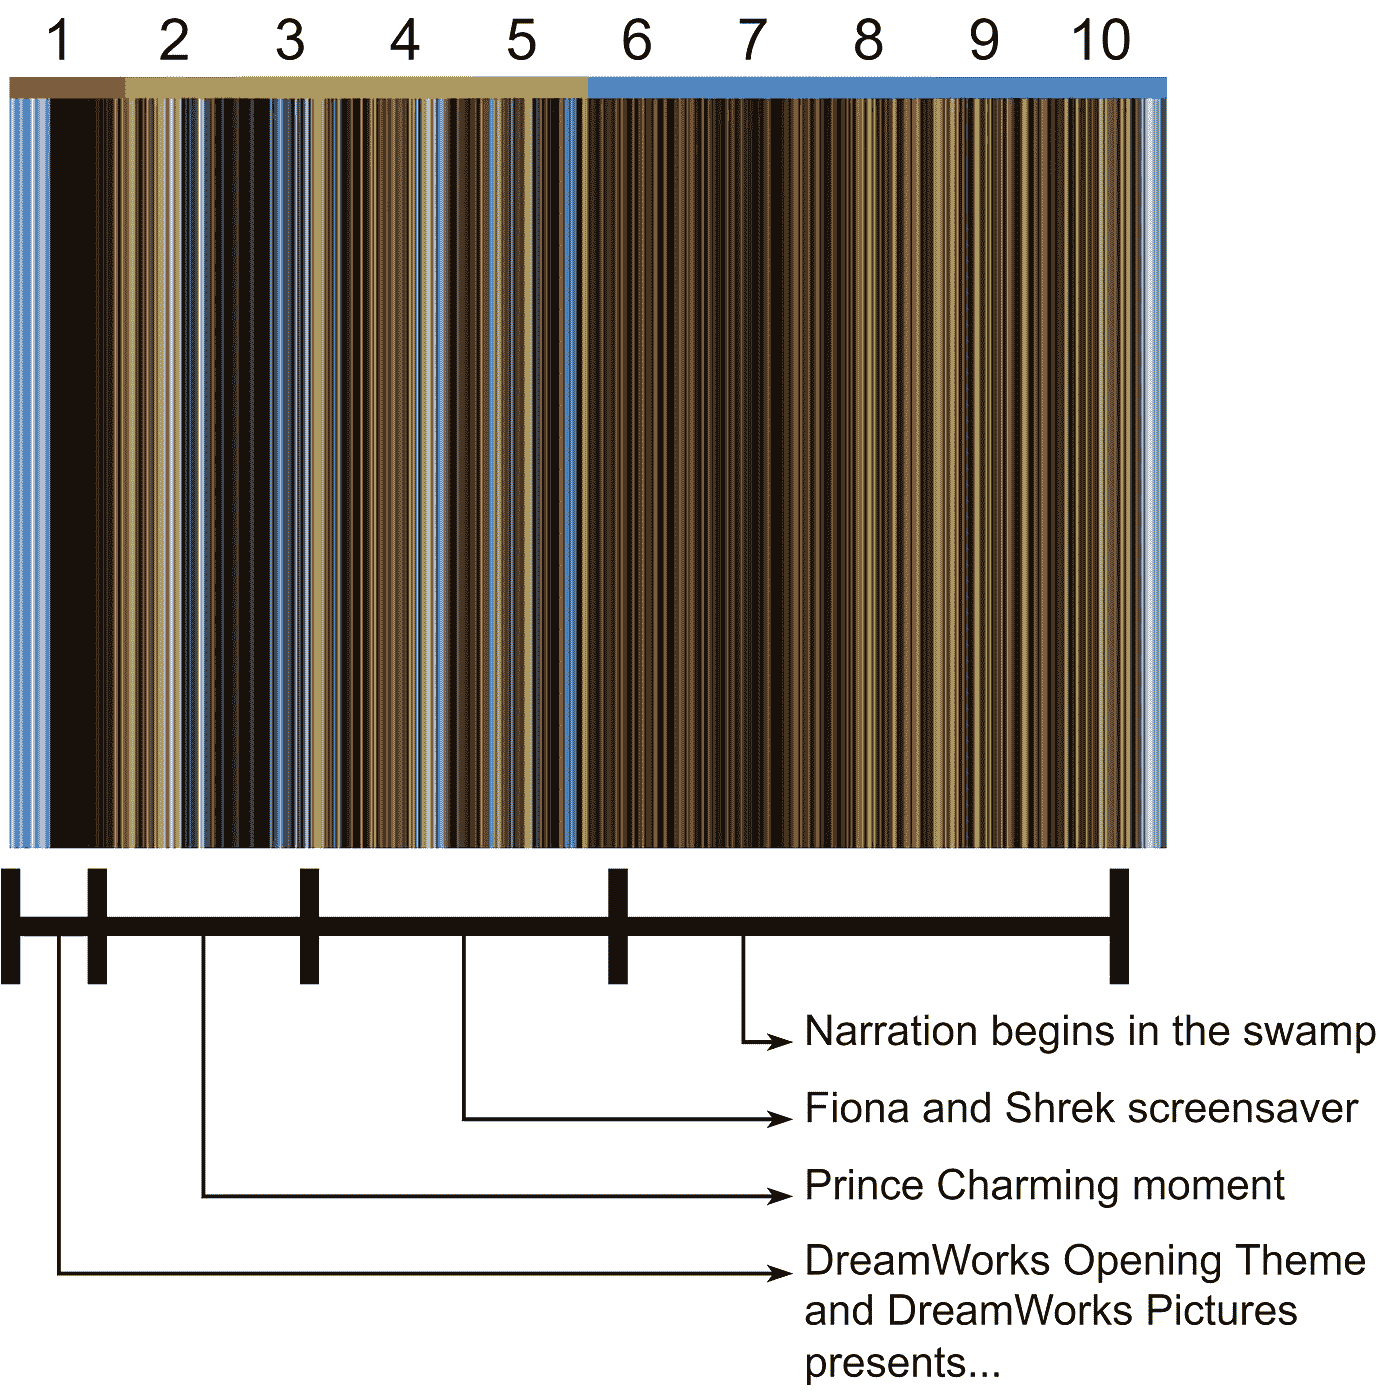 1 2 3 4 5 6 7 8 9 10
Narration begins in the swamp
Fiona and Shrek screensaver
Prince Charming moment
DreamWorks Opening Theme
and DreamWorks Pictures
presents...